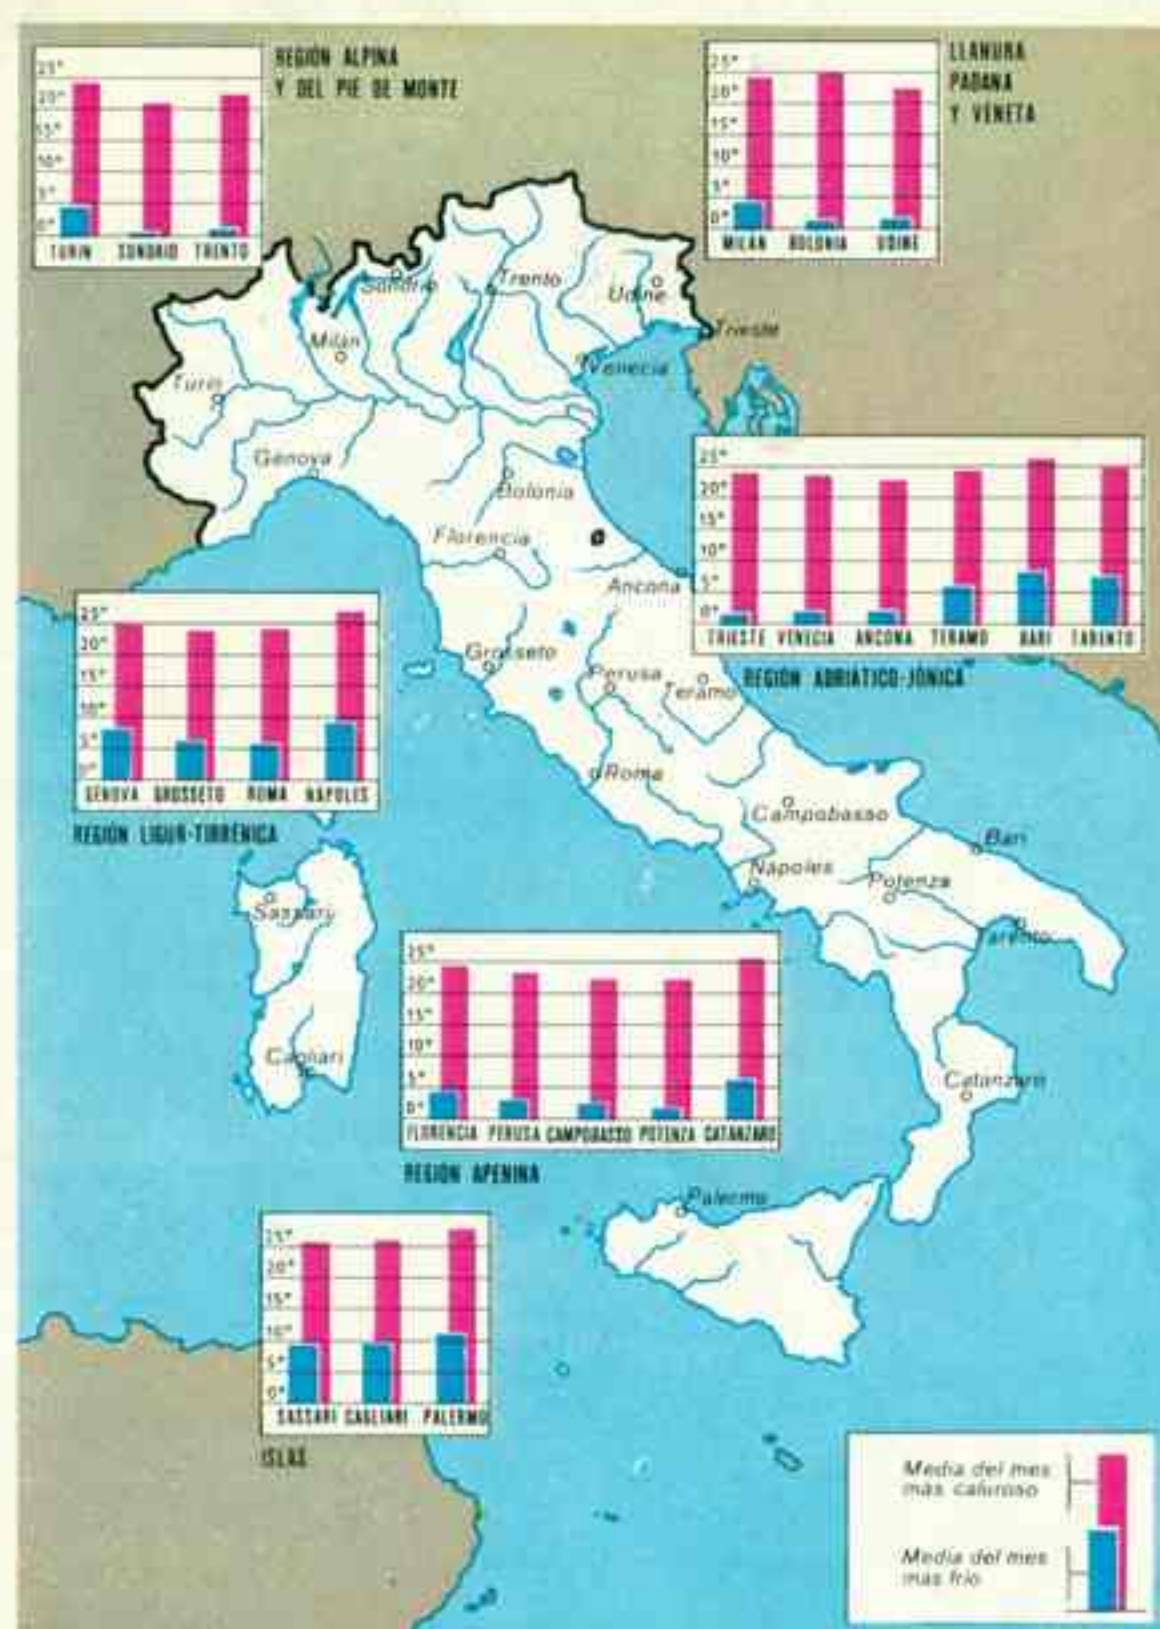 REGIÓN ALPINA
Y DEL PIE DE MONTE
25°
20°
15°
10°
5°
0°
TURIN SONDRIO TRENTO
LLANURA
PADANA
Y VENETA
25°
20°
15°
10°
5°
0°
MILAN BOLONIA UDINE
Sondrio
Trento
Udine
Trieste
Milán
Venecia
Turín
Génova
Bolonia
Florencia
Ancona
25°
20°
15°
10°
5°
0°
TRIESTE VENECIA ANCONA TERAMO BARI TARENTO
REGIÓN ADRIATICO-JÓNICA
25°
20°
15°
10°
5°
0°
GENOVA GROSSETO ROMA NAPOLES
REGIÓN LIGUR-TIRRÉNICA
Grosseto
Perusa
Teramo
Roma
Campobasso
Bari
Nápoles
Potenza
Tarento
Sassari
Cagliari
25°
20°
15°
10°
5°
0°
FLORENCIA PERUSA CAMPOBASSO POTENZA CATANZARO
REGION APENINA
Catanzaro
Palermo
25°
20°
15°
10°
5°
0°
SASSARI CAGLIARI PALERMO
ISLAS
Media del mes
más caluroso
Media del mes
más frío